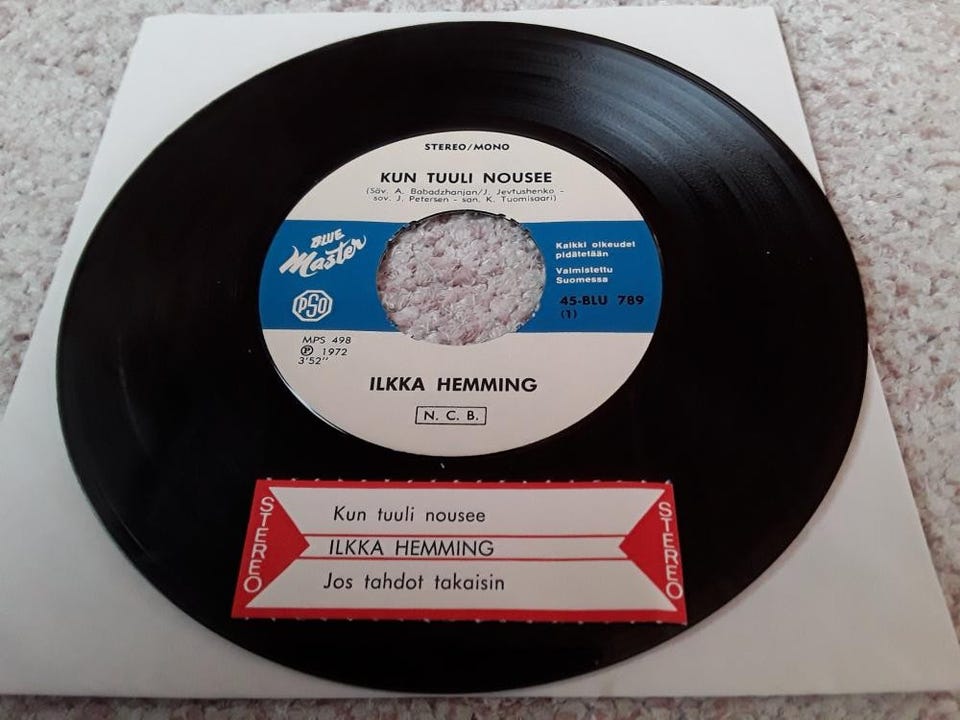 STEREO/MONO
KUN TUULI NOUSEE
(Säv. A. Babadzhanjan/J. Jevtushenko -
sov. J. Petersen - san. K. Tuomisaari)
BLUE
Master
PSO
Kaikki oikeudet
pidätetään
Valmistettu
Suomessa
45-BLU 789
(1)
MPS 498
Ⓟ 1972
3'52"
ILKKA HEMMING
N. C. B.
STEREO
Kun tuuli nousee
ILKKA HEMMING
Jos tahdot takaisin
STEREO